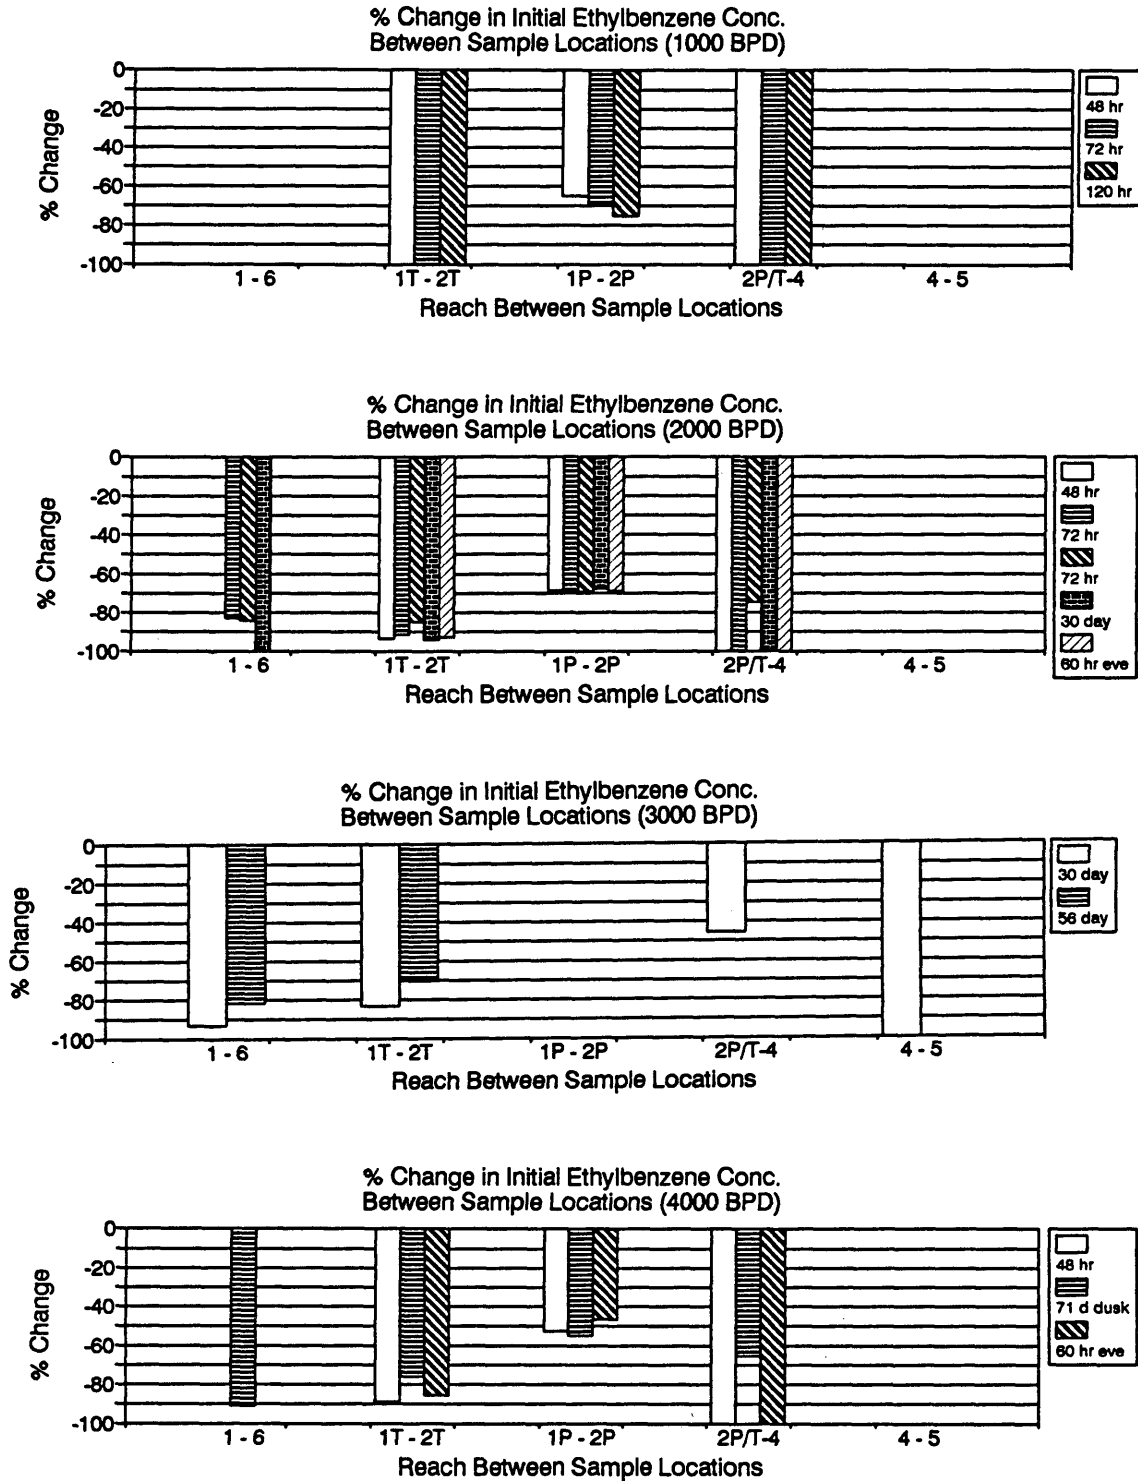 % Change in Initial Ethylbenzene Conc.
Between Sample Locations (1000 BPD)
% Change
0
-20
-40
-60
-80
-100
1 - 6
1T - 2T
1P - 2P
2P/T-4
4 - 5
Reach Between Sample Locations
48 hr
72 hr
120 hr
% Change in Initial Ethylbenzene Conc.
Between Sample Locations (2000 BPD)
% Change
0
-20
-40
-60
-80
-100
1 - 6
1T - 2T
1P - 2P
2P/T-4
4 - 5
Reach Between Sample Locations
48 hr
72 hr
72 hr
30 day
60 hr eve
% Change in Initial Ethylbenzene Conc.
Between Sample Locations (3000 BPD)
% Change
0
-20
-40
-60
-80
-100
1 - 6
1T - 2T
1P - 2P
2P/T-4
4 - 5
Reach Between Sample Locations
30 day
56 day
% Change in Initial Ethylbenzene Conc.
Between Sample Locations (4000 BPD)
% Change
0
-20
-40
-60
-80
-100
1 - 6
1T - 2T
1P - 2P
2P/T-4
4 - 5
Reach Between Sample Locations
48 hr
71 d dusk
60 hr eve